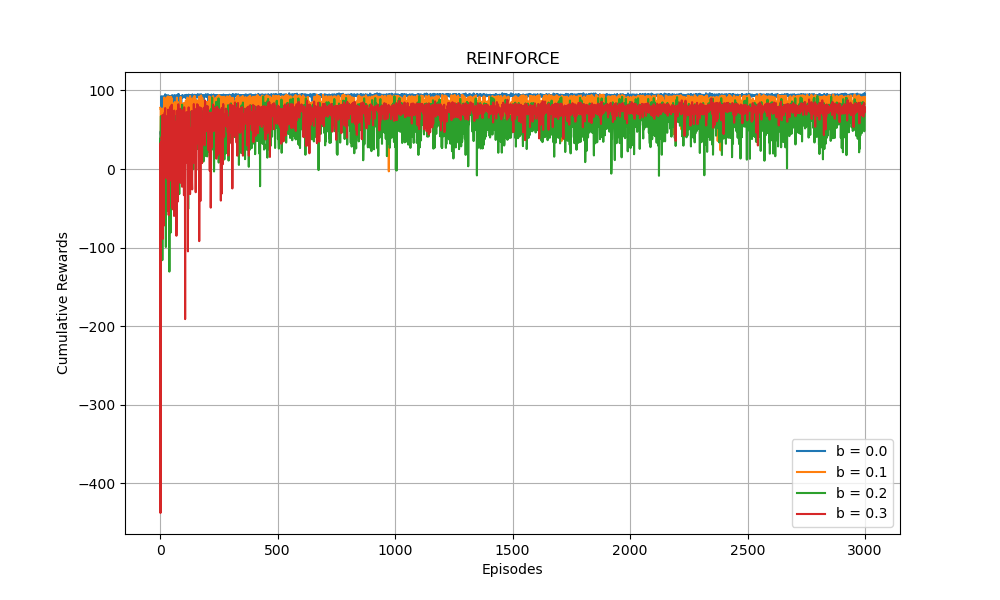 REINFORCE
Cumulative Rewards
100
0
−100
−200
−300
−400
0
500
1000
1500
2000
2500
3000
Episodes
b = 0.0
b = 0.1
b = 0.2
b = 0.3